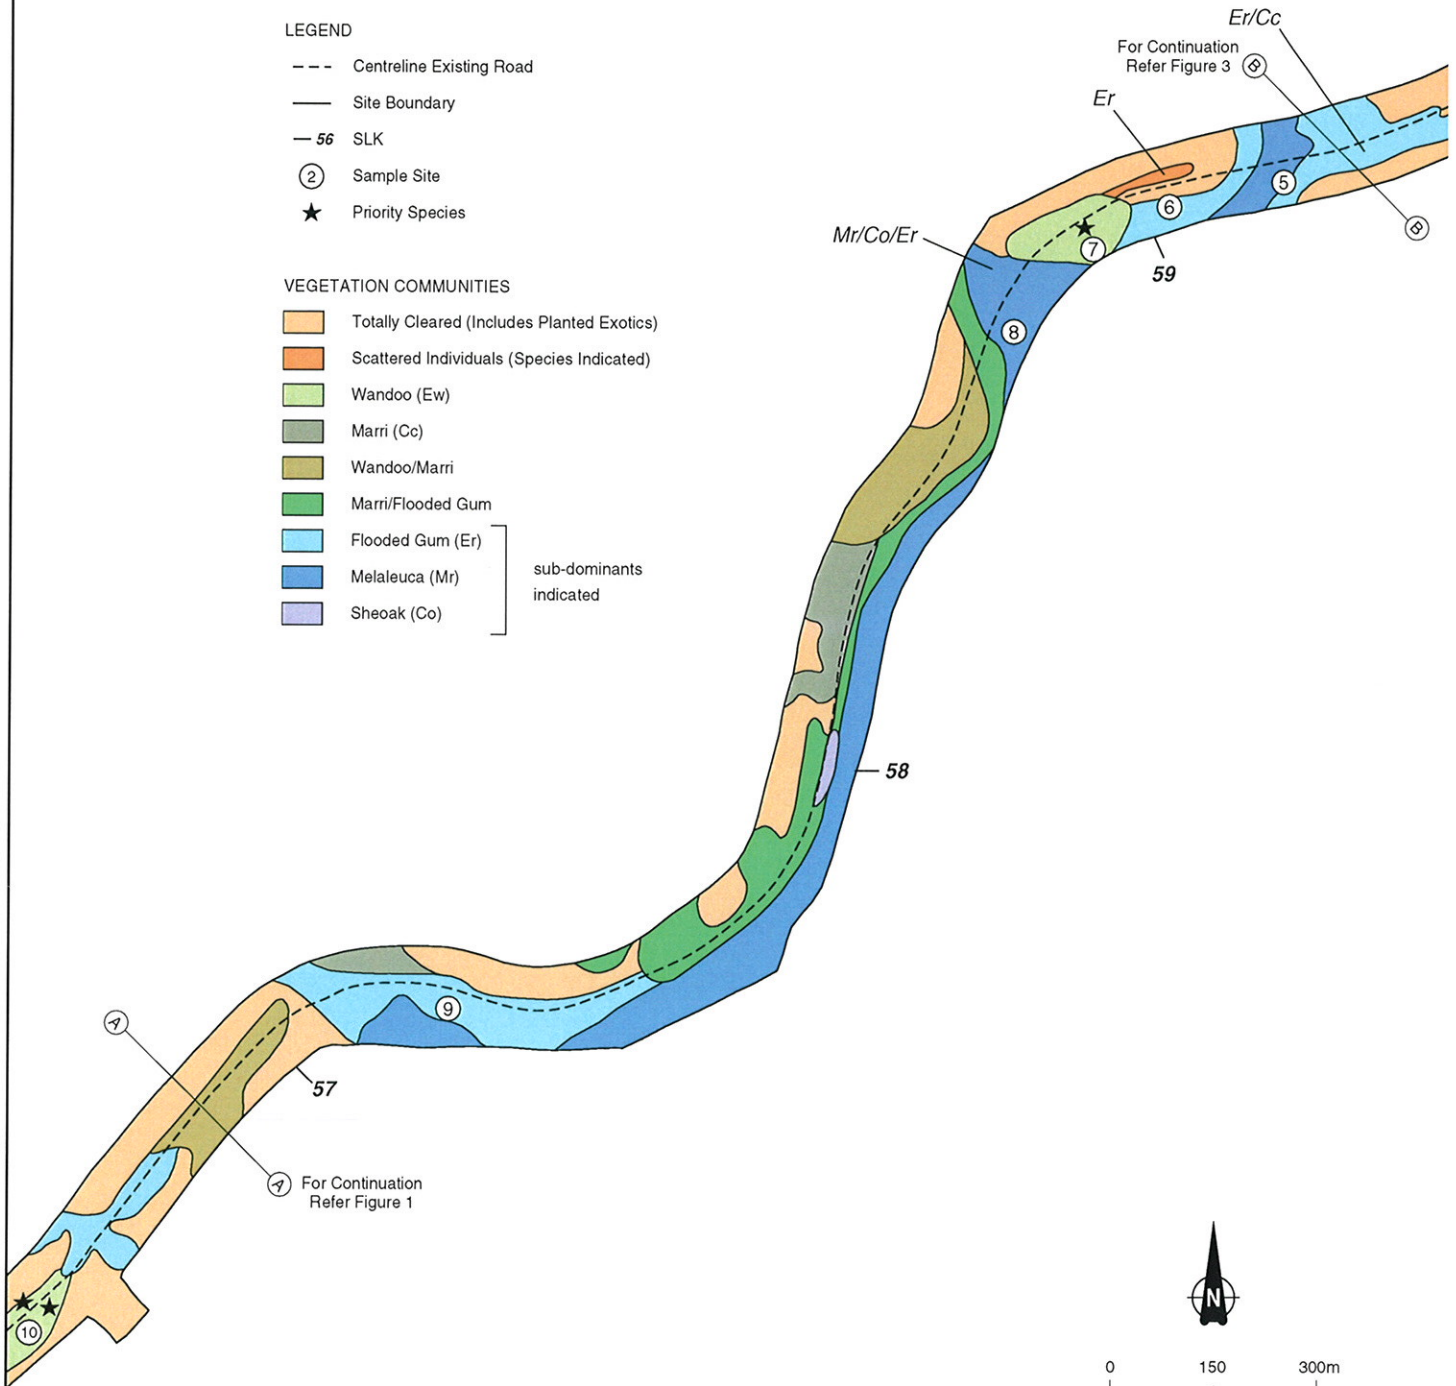 LEGEND
Centreline Existing Road
Site Boundary
56 SLK
2 Sample Site
Priority Species
VEGETATION COMMUNITIES
Totally Cleared (Includes Planted Exotics)
Scattered Individuals (Species Indicated)
Wandoo (Ew)
Marri (Cc)
Wandoo/Marri
Marri/Flooded Gum
Flooded Gum (Er)
Melaleuca (Mr)
Sheoak (Co)
sub-dominants
indicated
Er/Cc
For Continuation
Refer Figure 3
B
Er
5
6
B
Mr/Co/Er
7
59
8
58
9
A
57
A
For Continuation
Refer Figure 1
10
N
0 150 300m